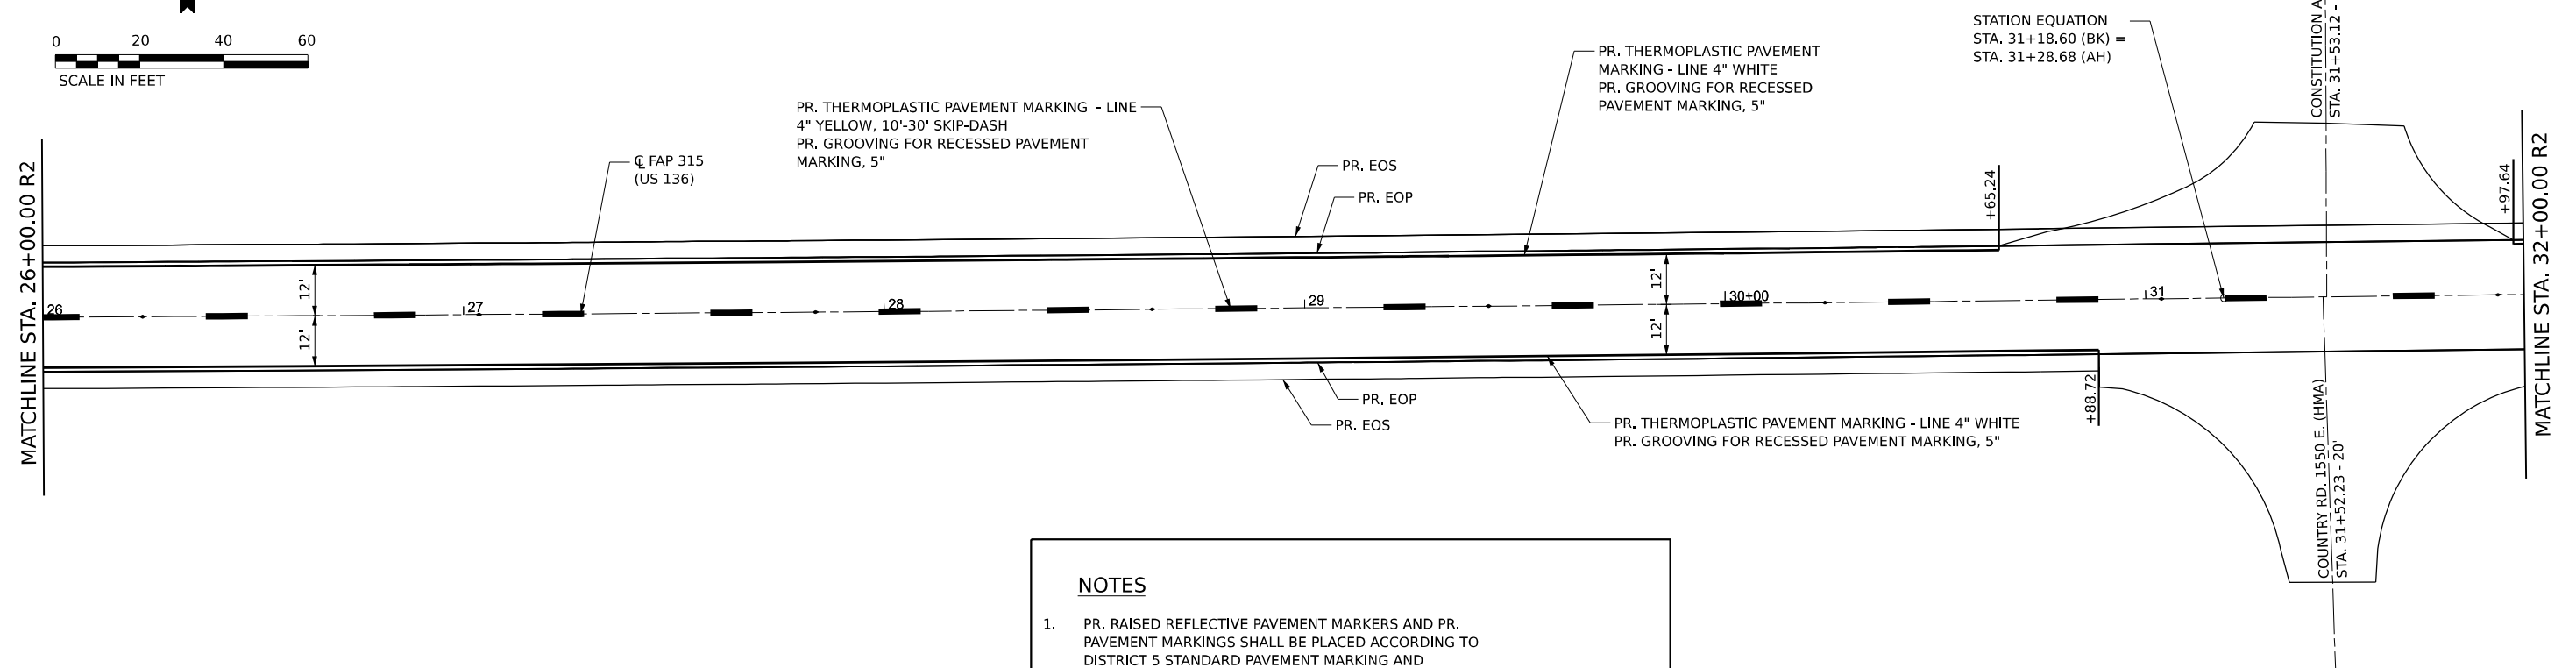 0 20 40 60
SCALE IN FEET
MATCHLINE STA. 26+00.00 R2
PR. THERMOPLASTIC PAVEMENT MARKING - LINE
4" YELLOW, 10'-30' SKIP-DASH
PR. GROOVING FOR RECESSED PAVEMENT
MARKING, 5"
℄ FAP 315
(US 136)
PR. EOS
PR. EOP
PR. THERMOPLASTIC PAVEMENT
MARKING - LINE 4" WHITE
PR. GROOVING FOR RECESSED
PAVEMENT MARKING, 5"
STATION EQUATION
STA. 31+18.60 (BK) =
STA. 31+28.68 (AH)
CONSTITUTION A
STA. 31+53.12 -
+65.24
+97.64
MATCHLINE STA. 32+00.00 R2
12'
12'
12'
12'
26
27
28
29
30+00
31
PR. EOP
PR. EOS
PR. THERMOPLASTIC PAVEMENT MARKING - LINE 4" WHITE
PR. GROOVING FOR RECESSED PAVEMENT MARKING, 5"
+88.72
COUNTRY RD. 1550 E. (HMA)
STA. 31+52.23 - 20'
NOTES
1. PR. RAISED REFLECTIVE PAVEMENT MARKERS AND PR.
PAVEMENT MARKINGS SHALL BE PLACED ACCORDING TO
DISTRICT 5 STANDARD PAVEMENT MARKING AND